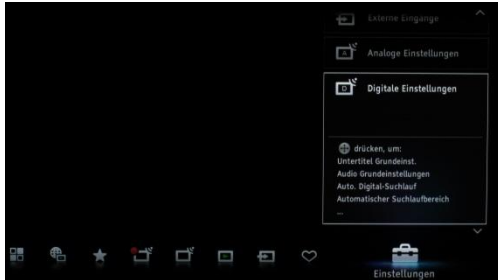 Externe Eingänge
A
Analoge Einstellungen
D
Digitale Einstellungen
drücken, um:
Untertitel Grundeinst.
Audio Grundeinstellungen
Auto. Digital-Suchlauf
Automatischer Suchlaufbereich
...
Einstellungen